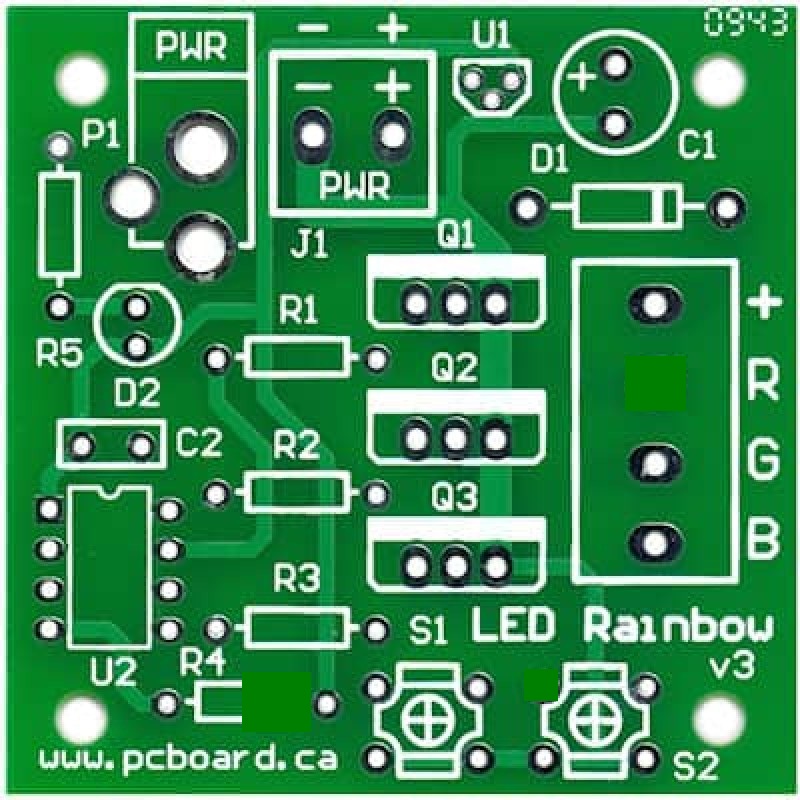 0943
PWR
- +
U1
- +
+
P1
D1
C1
PWR
J1
Q1
R1
+
R5
Q2
R
D2
C2
R2
G
Q3
B
R3
S1
LED Rainbow
U2
R4
v3
www.pcboard.ca
S2